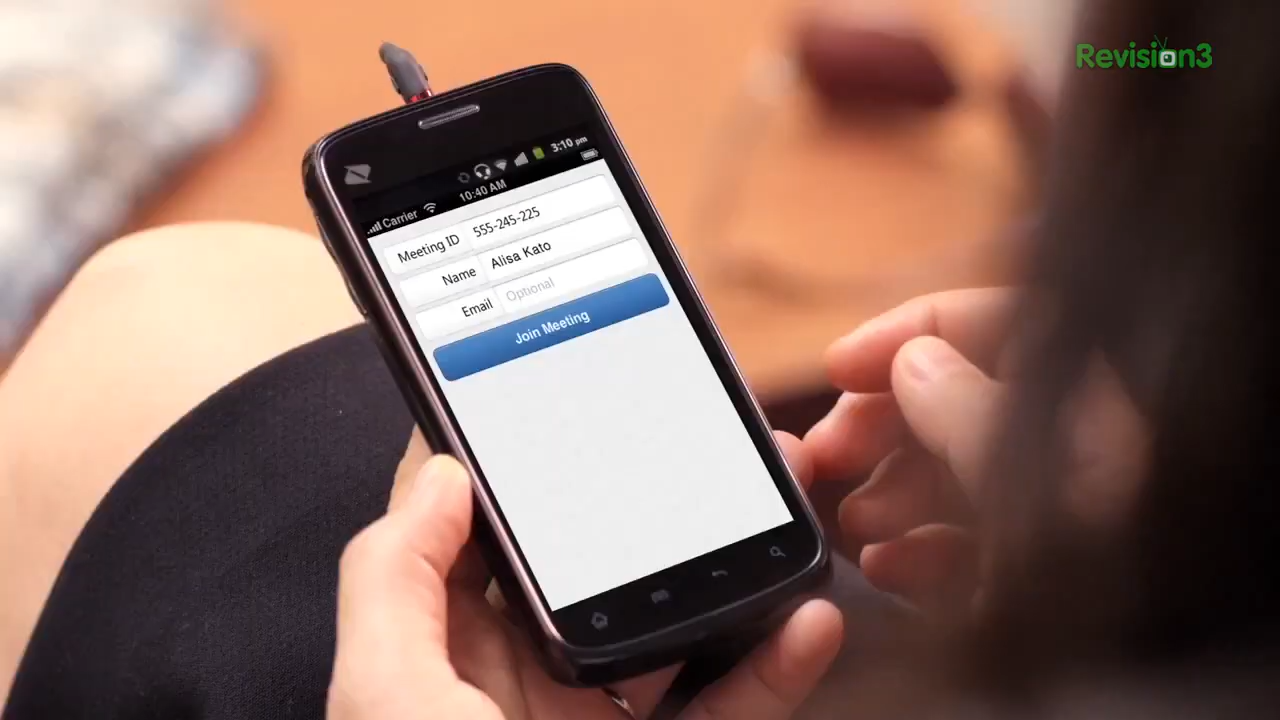 Revision3
3:10 pm
Carrier 10:40 AM
Meeting ID 555-245-225
Name Alisa Kato
Email Optional
Join Meeting